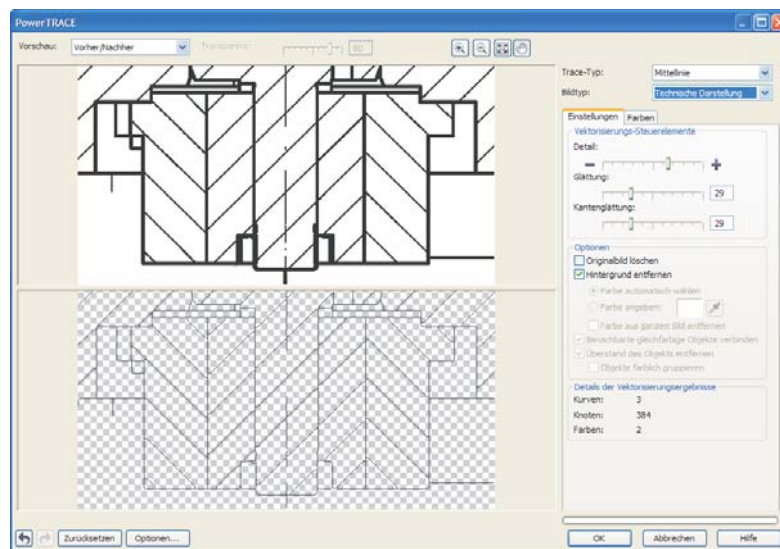 PowerTRACE
Vorschau: Vorher/Nachher Transparenz: 80
Trace-Typ: Mittellinie
Bildtyp: Technische Darstellung
Einstellungen Farben
Vektorisierungs-Steuerelemente
Detail:
Glättung:
29
Kantenglättung:
29
Optionen
Originalbild löschen
Hintergrund entfernen
Farbe automatisch wählen
Farbe angeben:
Farbe aus ganzen Bild entfernen
Benachbarte gleichfarbige Objekte verbinden
Überstand des Objekts entfernen
Objekte farblich gruppieren
Details der Vektorisierungsergebnisse
Kurven: 3
Knoten: 384
Farben: 2
Zurücksetzen Optionen... OK Abbrechen Hilfe